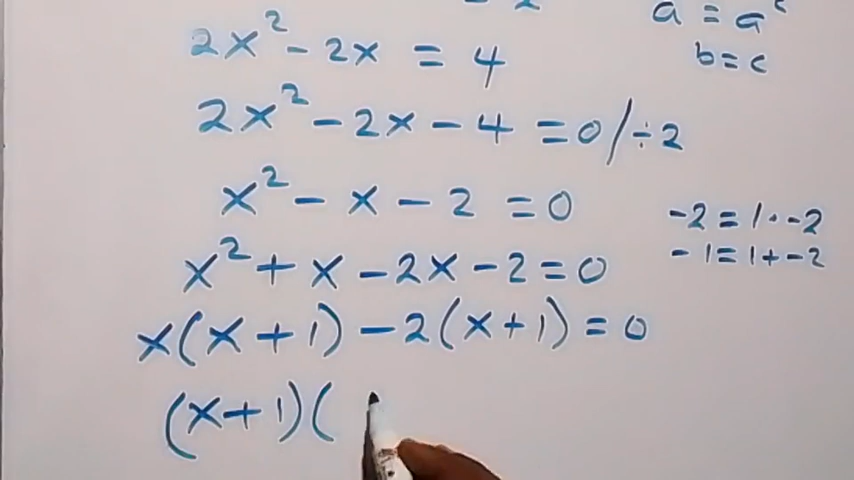 a = a
b = c
2x² - 2x = 4
2x² - 2x - 4 = 0 / ÷ 2
x² - x - 2 = 0
-2 = 1 · -2
-1 = 1 + -2
x² + x - 2x - 2 = 0
x(x + 1) - 2(x + 1) = 0
(x + 1)(